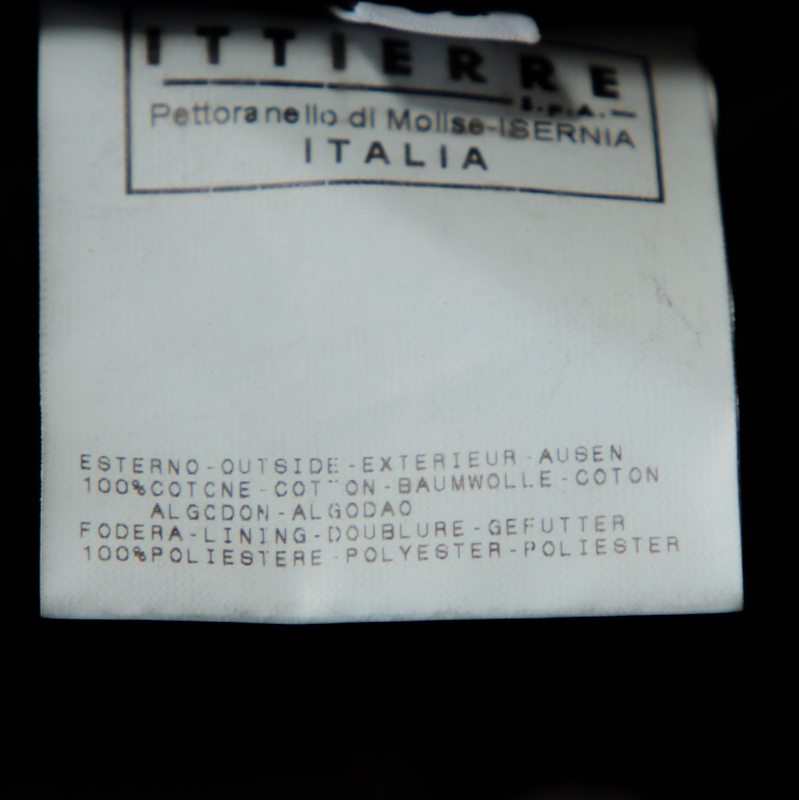 ITTIERRE
S.P.A.
Pettoranello di Molise-ISERNIA
ITALIA
ESTERNO-OUTSIDE-EXTERIEUR-AUSEN
100%COTONE-COTTON-BAUMWOLLE-COTON
ALGODON-ALGODAO
FODERA-LINING-DOUBLURE-GEFUTTER
100%POLIESTERE-POLYESTER-POLIESTER